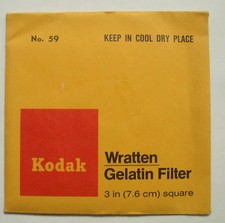 No. 59 KEEP IN COOL DRY PLACE
Kodak
Wratten
Gelatin Filter
3 in (7.6 cm) square